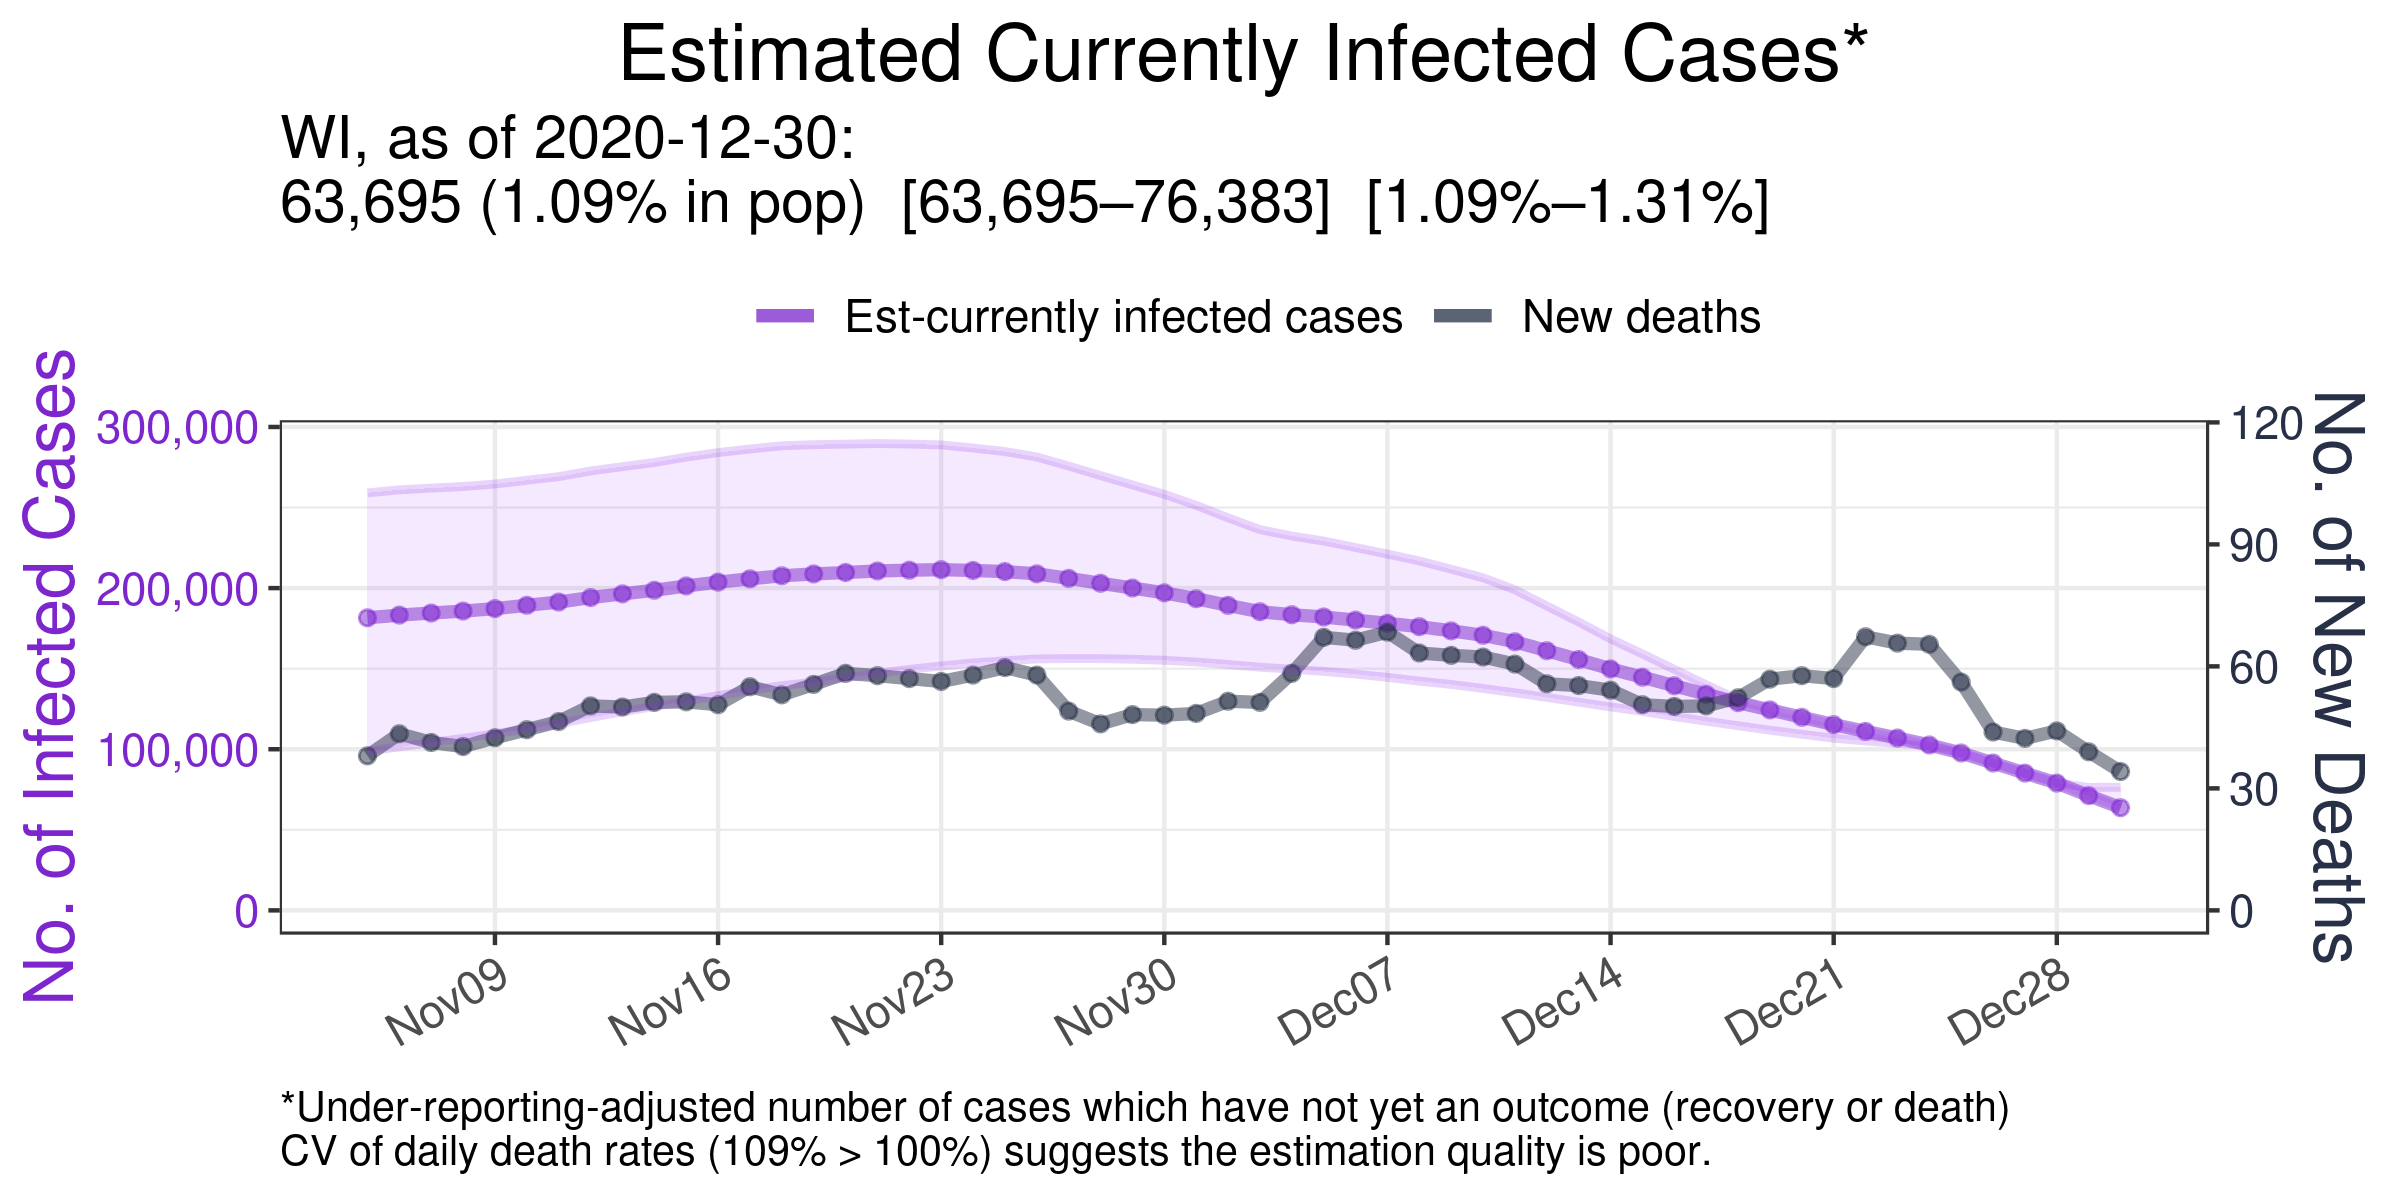 Estimated Currently Infected Cases*
WI, as of 2020-12-30:
63,695 (1.09% in pop)  [63,695–76,383]  [1.09%–1.31%]
Est-currently infected cases
New deaths
No. of Infected Cases
300,000
200,000
100,000
0
120
90
60
30
0
No. of New Deaths
Nov09
Nov16
Nov23
Nov30
Dec07
Dec14
Dec21
Dec28
*Under-reporting-adjusted number of cases which have not yet an outcome (recovery or death)
CV of daily death rates (109% > 100%) suggests the estimation quality is poor.